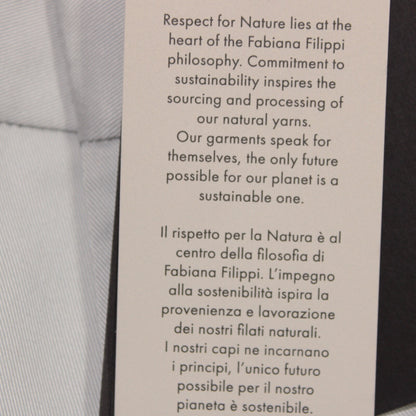 Respect for Nature lies at the
heart of the Fabiana Filippi
philosophy. Commitment to
sustainability inspires the
sourcing and processing of
our natural yarns.
Our garments speak for
themselves, the only future
possible for our planet is a
sustainable one.
Il rispetto per la Natura è al
centro della filosofia di
Fabiana Filippi. L'impegno
alla sostenibilità ispira la
provenienza e lavorazione
dei nostri filati naturali.
I nostri capi ne incarnano
i principi, l'unico futuro
possibile per il nostro
pianeta è sostenibile.